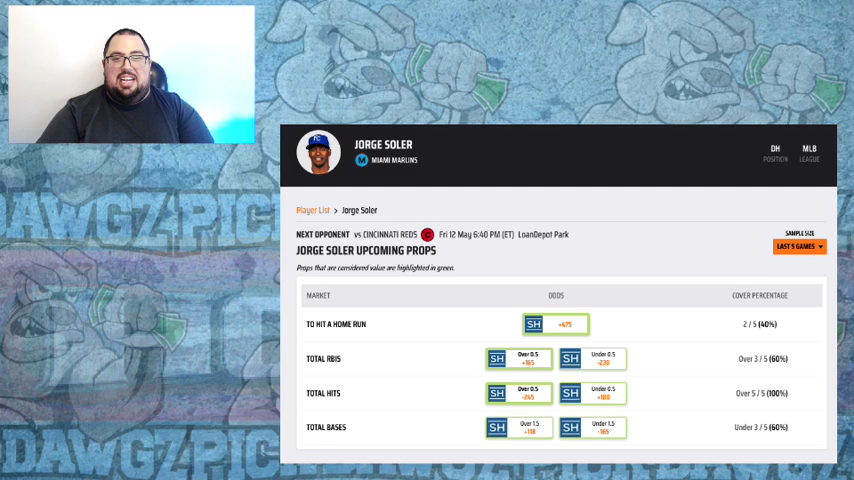 JORGE SOLER
M MIAMI MARLINS
DH
POSITION
MLB
LEAGUE
Player List > Jorge Soler
NEXT OPPONENT vs CINCINNATI REDS Fri 12 May 6:40 PM (ET) LoanDepot Park
JORGE SOLER UPCOMING PROPS
Props that are considered value are highlighted in green.
SAMPLE SIZE
LAST 5 GAMES
MARKET ODDS COVER PERCENTAGE
TO HIT A HOME RUN SH +475 2 / 5 (40%)
TOTAL RBIS SH Over 0.5 +165 SH Under 0.5 -230 Over 3 / 5 (60%)
TOTAL HITS SH Over 0.5 -245 SH Under 0.5 +180 Over 5 / 5 (100%)
TOTAL BASES SH Over 1.5 +118 SH Under 1.5 -165 Under 3 / 5 (60%)
KC
DAWGZPICK
DAWGZPICK DAWGZPICK